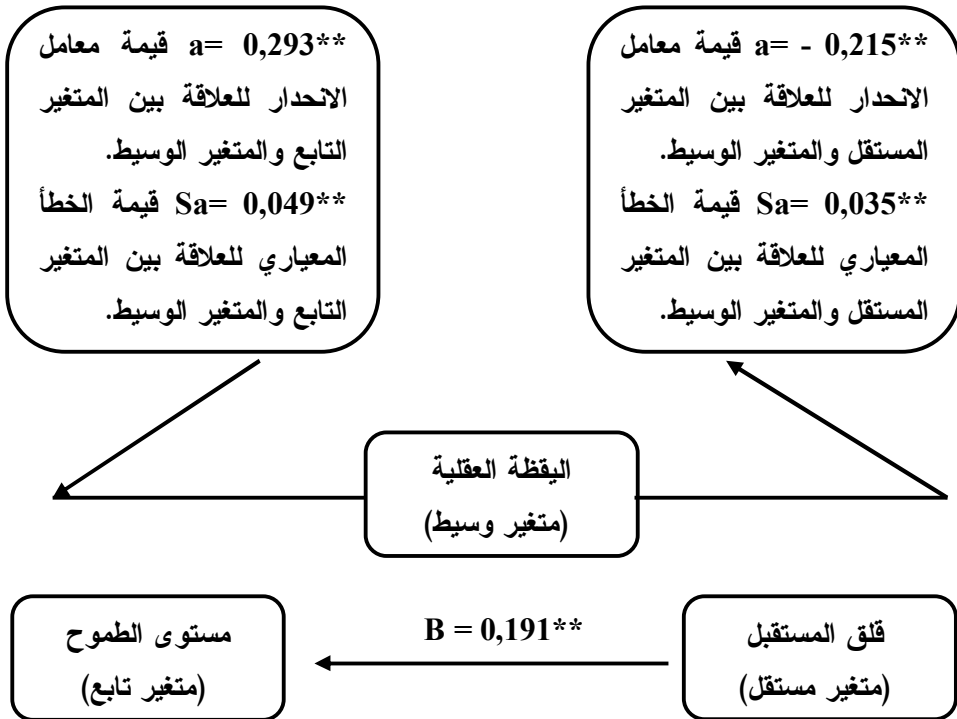 a= - 0,215** قيمة معامل
الانحدار للعلاقة بين المتغير
المستقل والمتغير الوسيط.
Sa= 0,035** قيمة الخطأ
المعياري للعلاقة بين المتغير
المستقل والمتغير الوسيط.
a= 0,293** قيمة معامل
الانحدار للعلاقة بين المتغير
التابع والمتغير الوسيط.
Sa= 0,049** قيمة الخطأ
المعياري للعلاقة بين المتغير
التابع والمتغير الوسيط.
اليقظة العقلية
(متغير وسيط)
قلق المستقبل
(متغير مستقل)
B = 0,191**
مستوى الطموح
(متغير تابع)